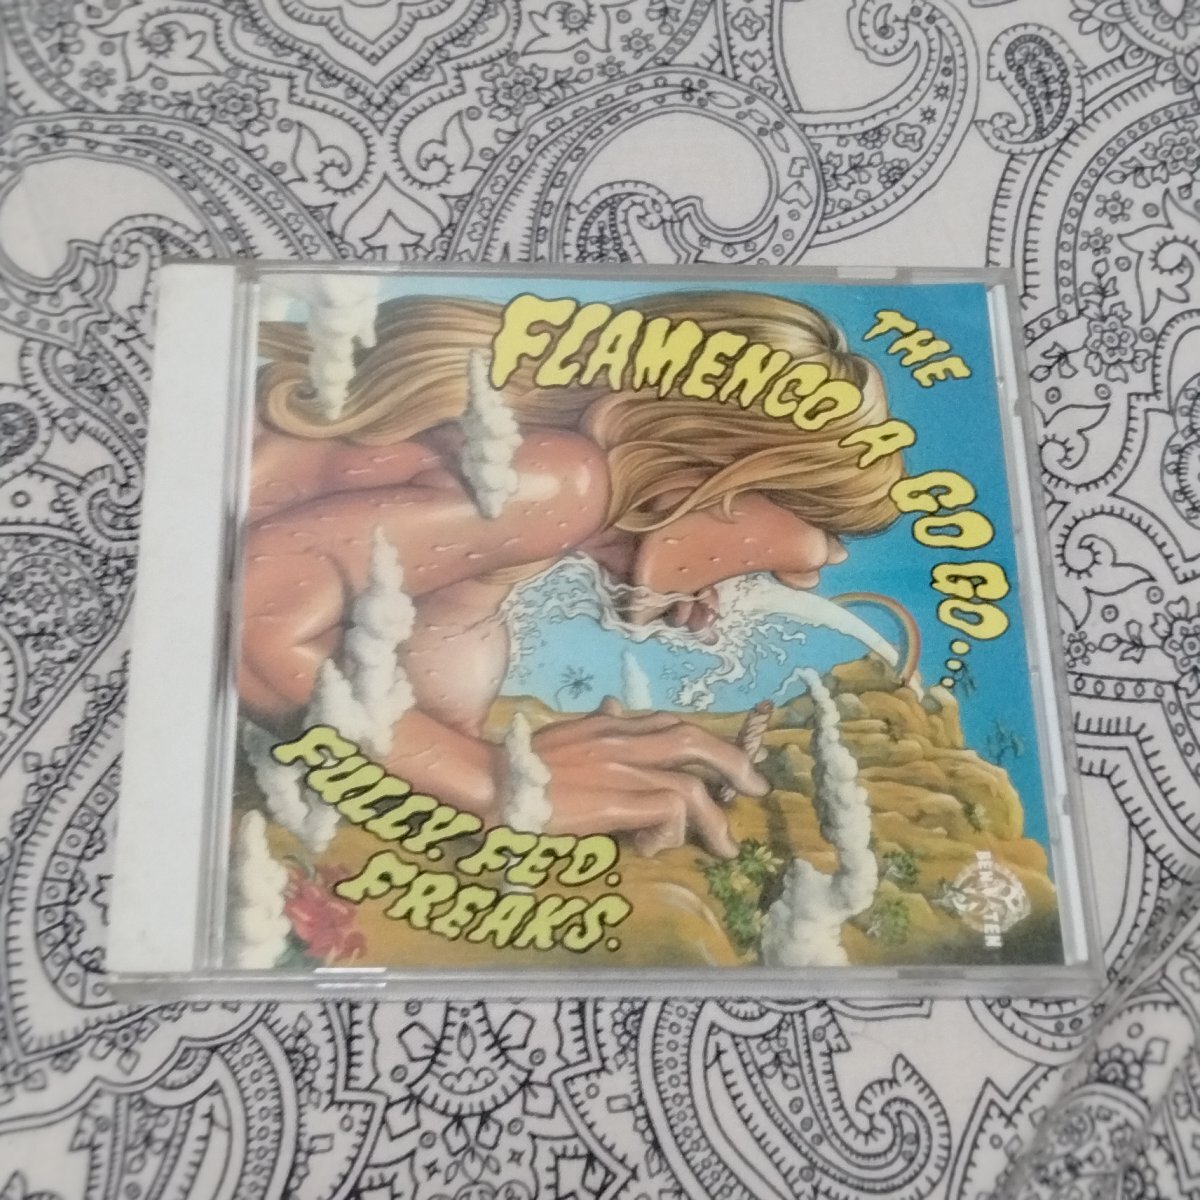 THE
FLAMENCO A GO GO...
FULLY. FED.
FREAKS.